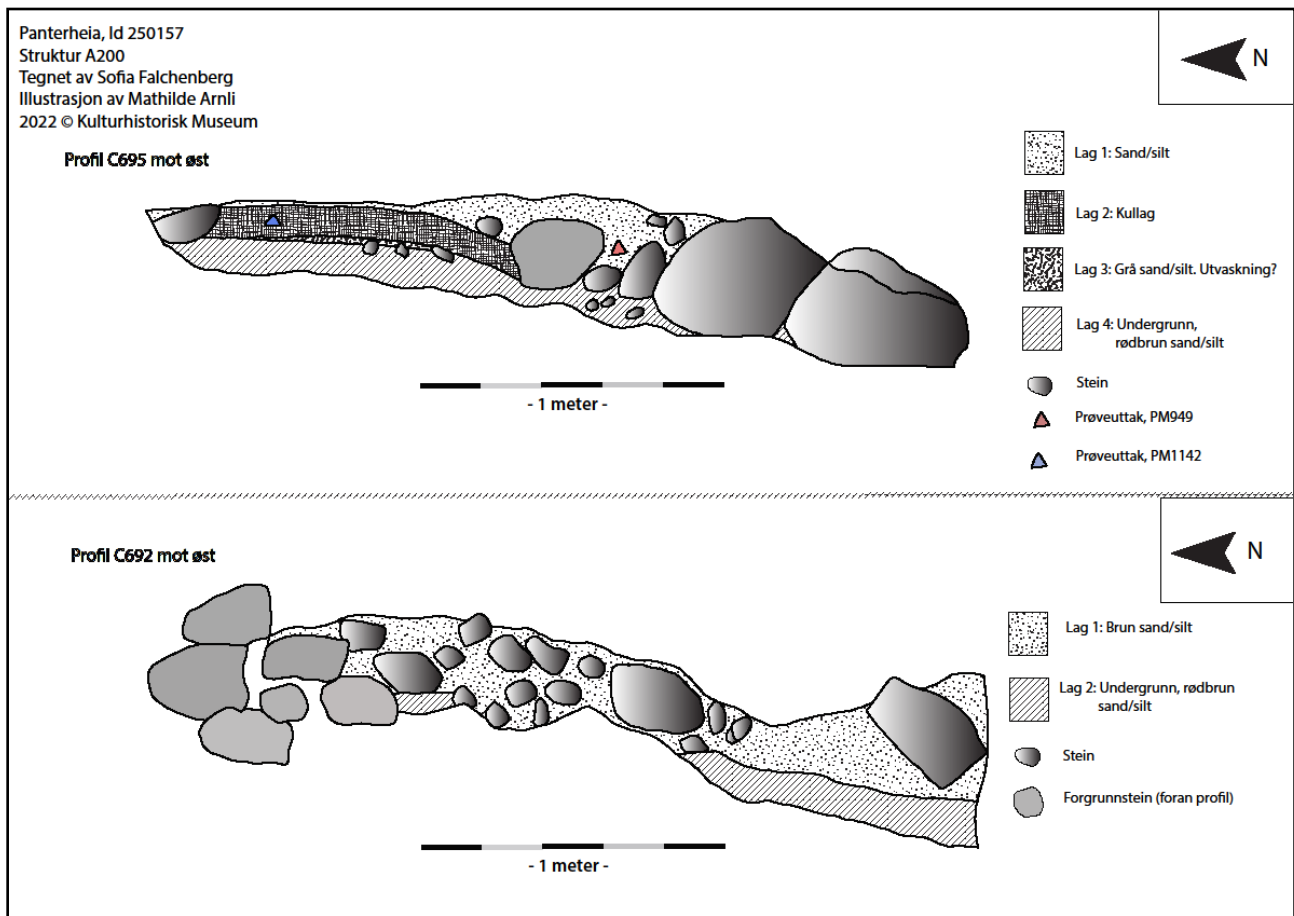 Panterheia, Id 250157
Struktur A200
Tegnet av Sofia Falchenberg
Illustrasjon av Mathilde Arnli
2022 © Kulturhistorisk Museum
N
Profil C695 mot øst
Lag 1: Sand/silt
Lag 2: Kullag
Lag 3: Grå sand/silt. Utvaskning?
Lag 4: Undergrunn,
rødbrun sand/silt
Stein
Prøveuttak, PM949
Prøveuttak, PM1142
- 1 meter -
N
Profil C692 mot øst
Lag 1: Brun sand/silt
Lag 2: Undergrunn, rødbrun
sand/silt
Stein
Forgrunnstein (foran profil)
- 1 meter -